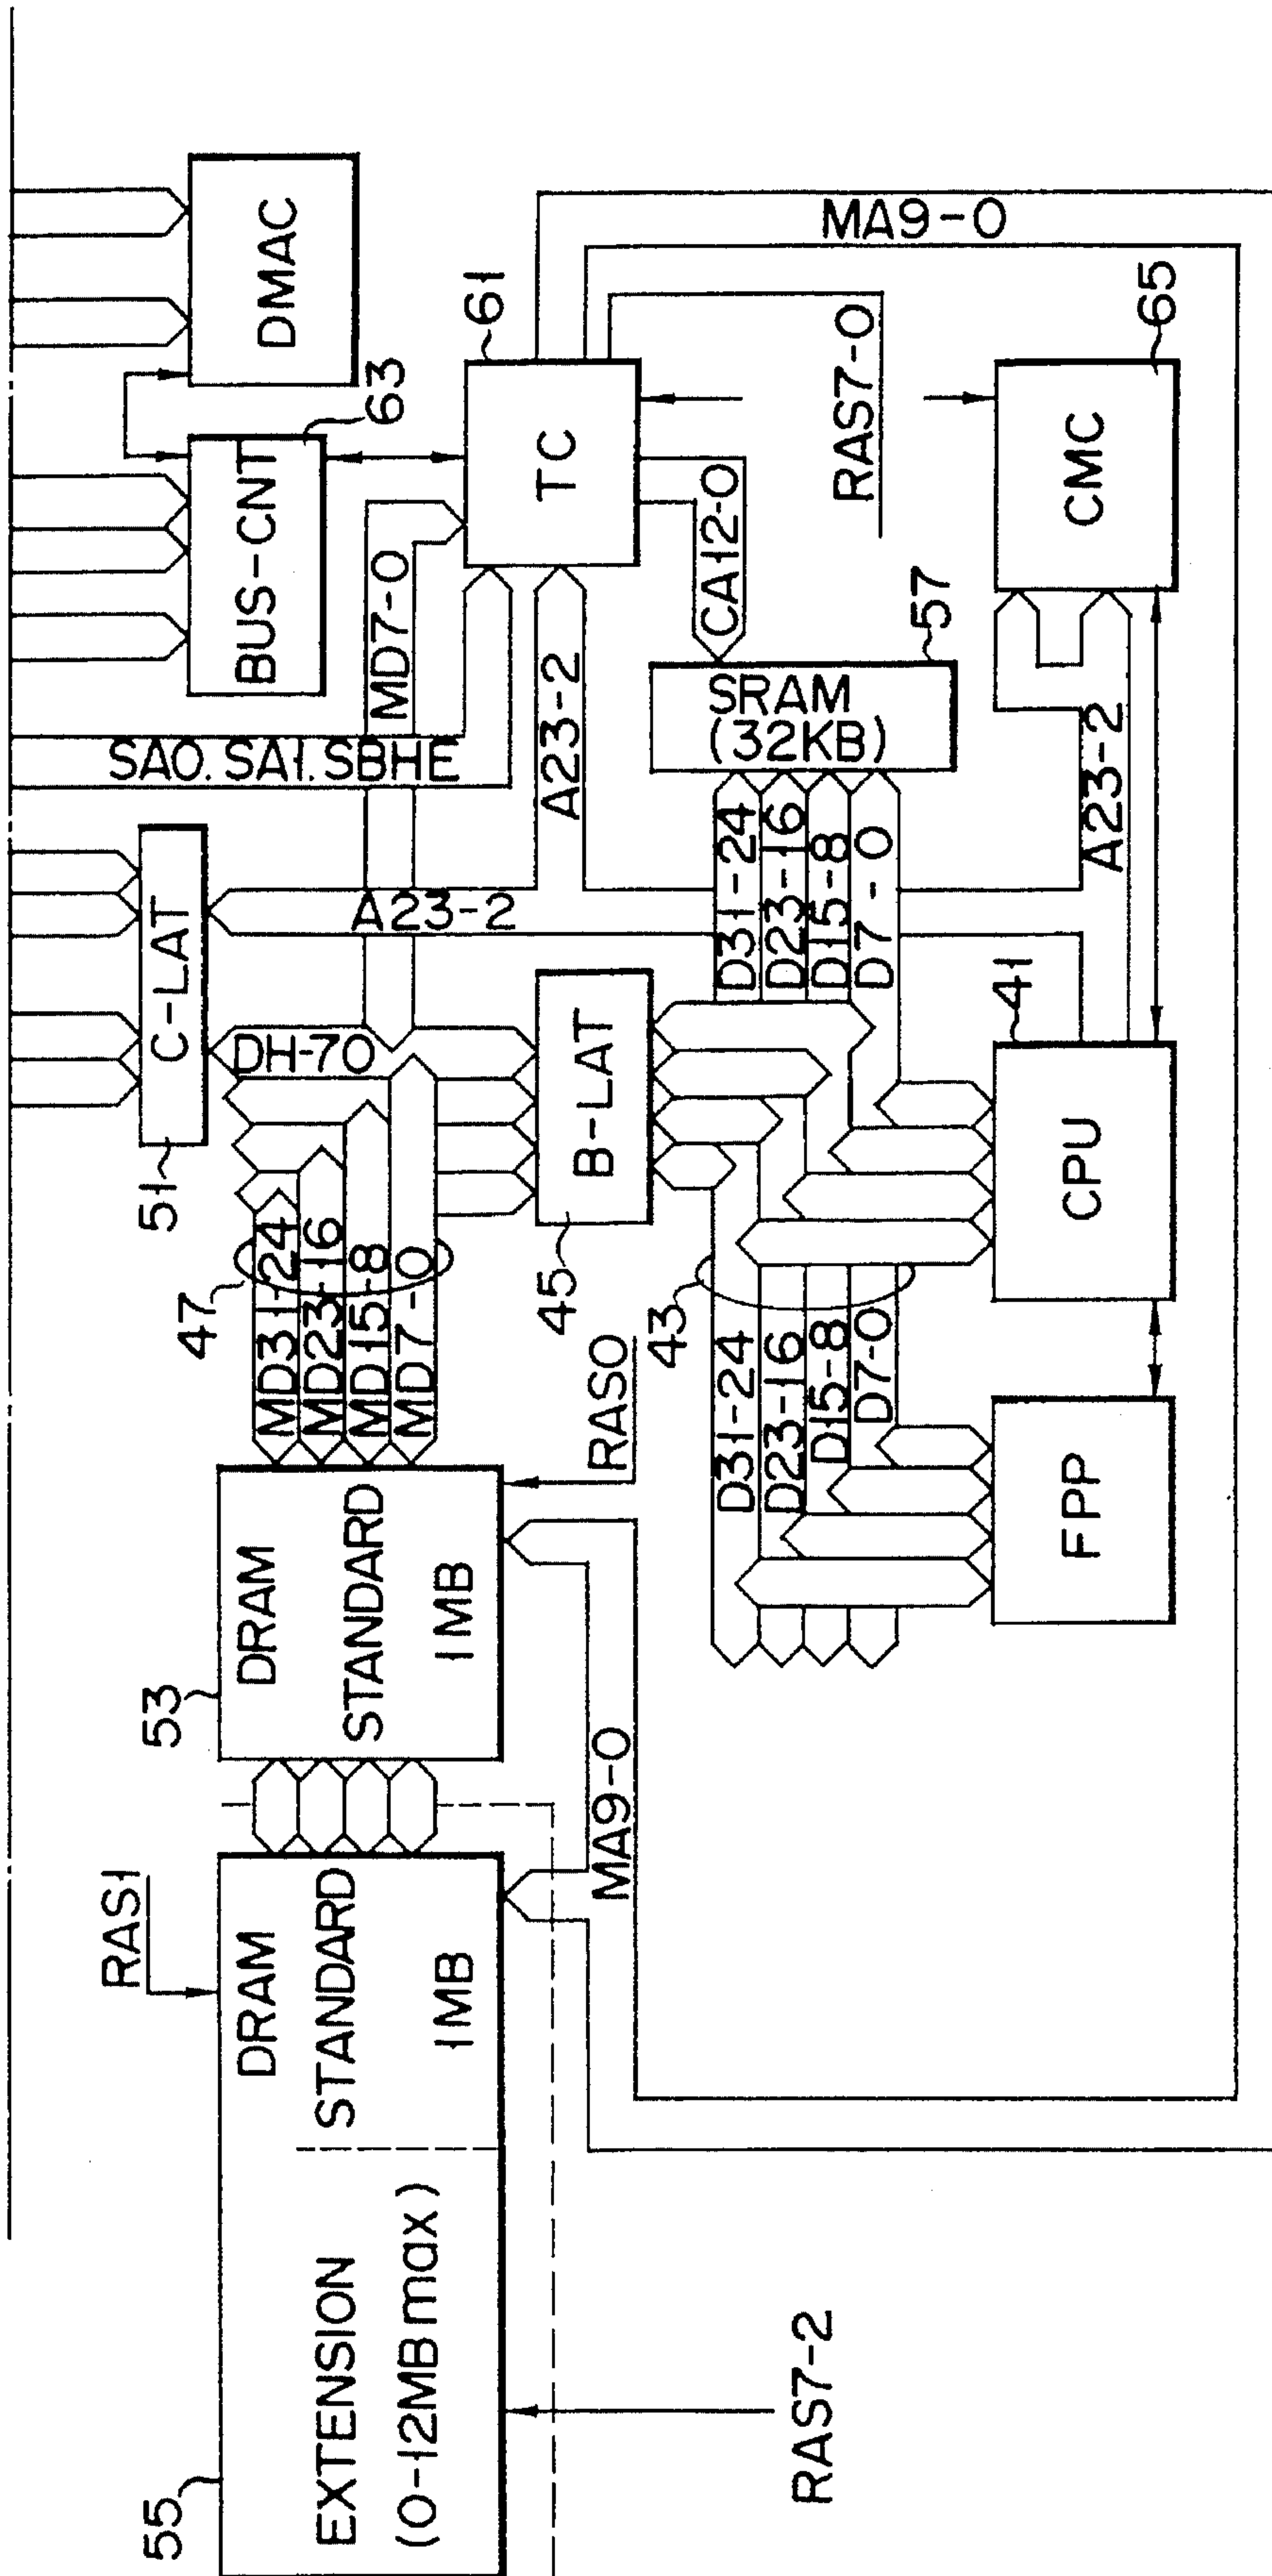 55
EXTENSION
(0-12MB max)
RAS7-2
RAS1
DRAM
STANDARD
1MB
53
DRAM
STANDARD
1MB
MA9-0
RAS0
47
MD31-24
MD23-16
MD15-8
MD7-0
51
C-LAT
DH-70
45
B-LAT
43
D31-24
D23-16
D15-8
D7-0
FPP
CPU
41
A23-2
SA0. SA1. SBHE
MD7-0
A23-2
D31-24
D23-16
D15-8
D7-0
SRAM
(32KB)
57
CA12-0
A23-2
BUS-CNT
63
DMAC
TC
61
RAS7-0
MA9-0
CMC
65